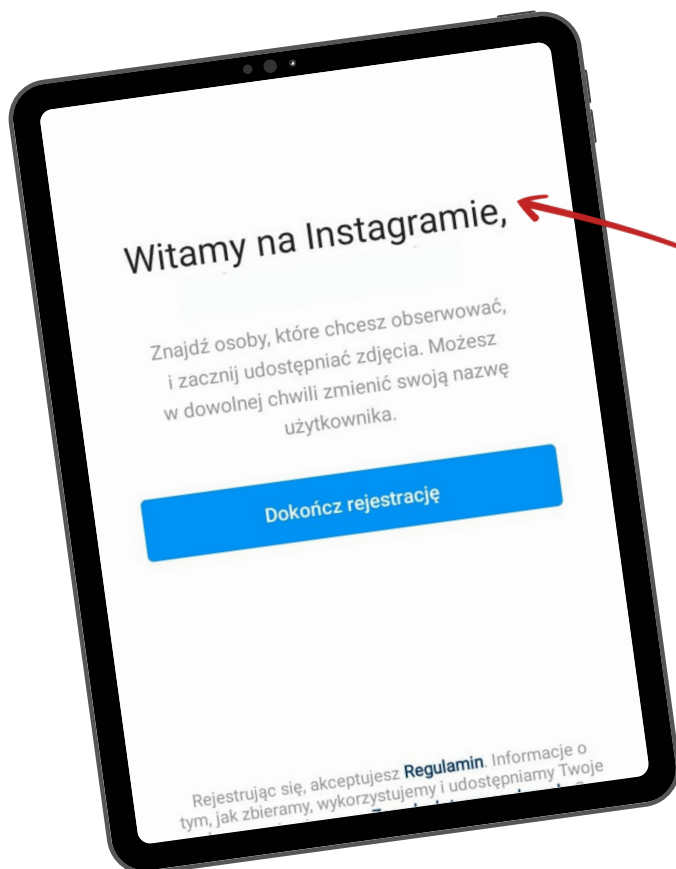 Witamy na Instagramie,
Znajdź osoby, które chcesz obserwować,
i zacznij udostępniać zdjęcia. Możesz
w dowolnej chwili zmienić swoją nazwę
użytkownika.
Dokończ rejestrację
Rejestrując się, akceptujesz Regulamin. Informacje o
tym, jak zbieramy, wykorzystujemy i udostępniamy Twoje